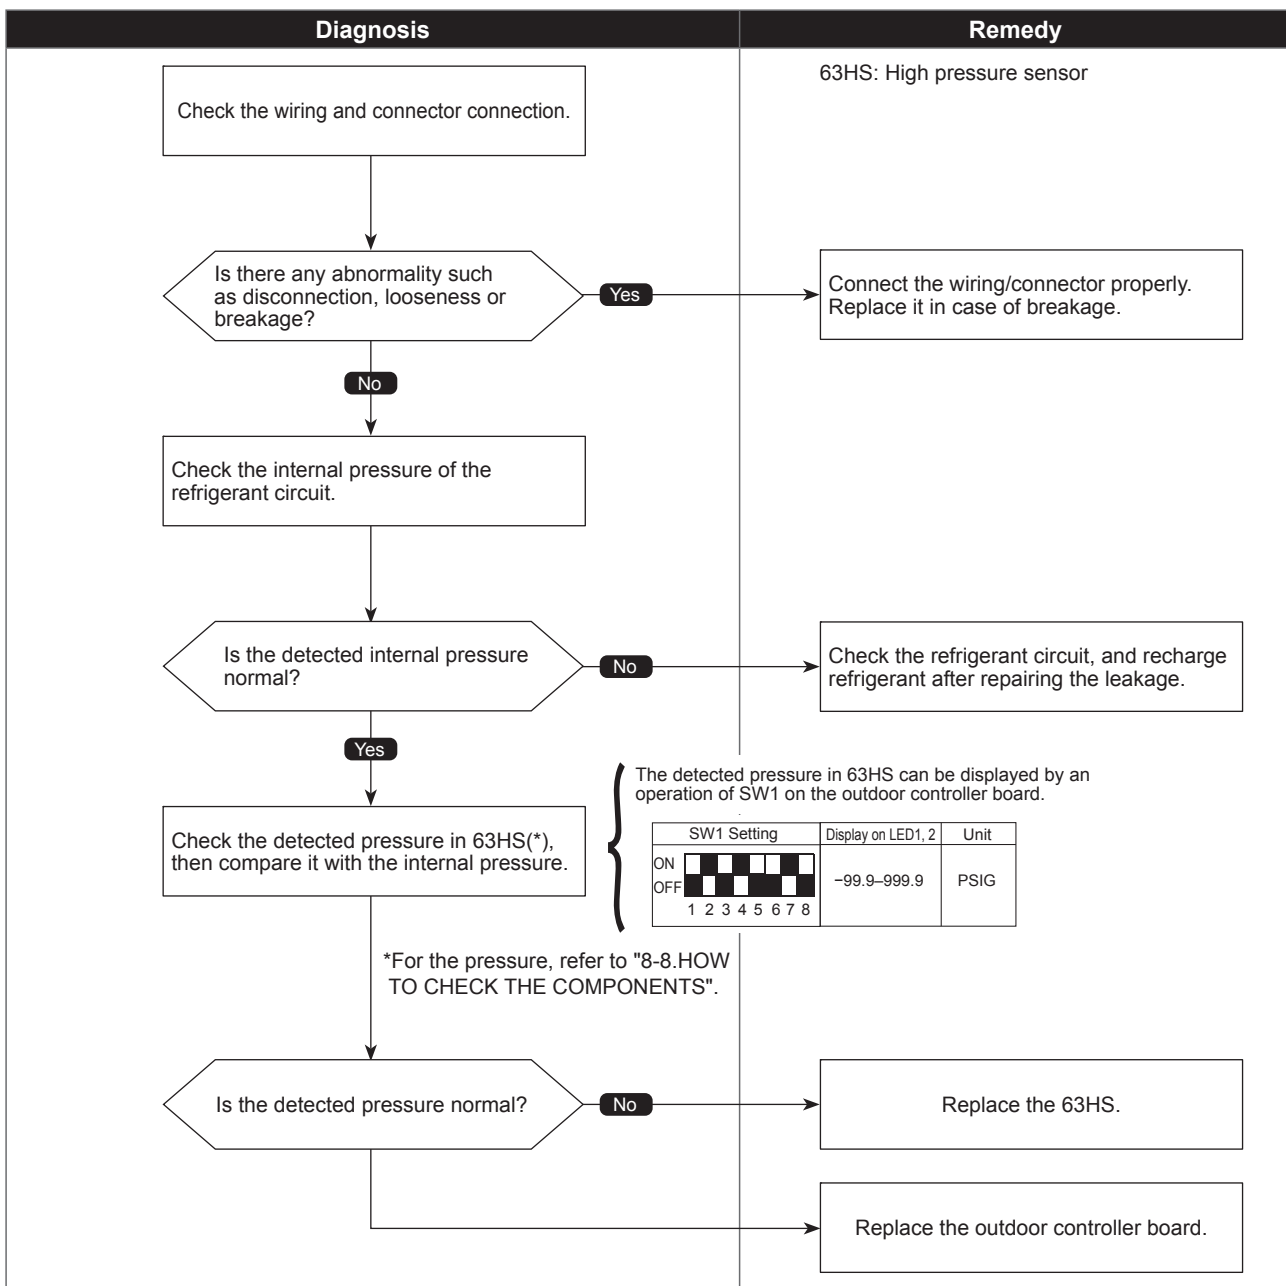 Diagnosis
Remedy
63HS: High pressure sensor
Check the wiring and connector connection.
Is there any abnormality such
as disconnection, looseness or
breakage?
Yes
Connect the wiring/connector properly.
Replace it in case of breakage.
No
Check the internal pressure of the
refrigerant circuit.
Is the detected internal pressure
normal?
No
Check the refrigerant circuit, and recharge
refrigerant after repairing the leakage.
Yes
The detected pressure in 63HS can be displayed by an
operation of SW1 on the outdoor controller board.
Check the detected pressure in 63HS(*),
then compare it with the internal pressure.
SW1 Setting
Display on LED1, 2
Unit
ON
OFF
1 2 3 4 5 6 7 8
−99.9–999.9
PSIG
*For the pressure, refer to "8-8.HOW
TO CHECK THE COMPONENTS".
Is the detected pressure normal?
No
Replace the 63HS.
Replace the outdoor controller board.